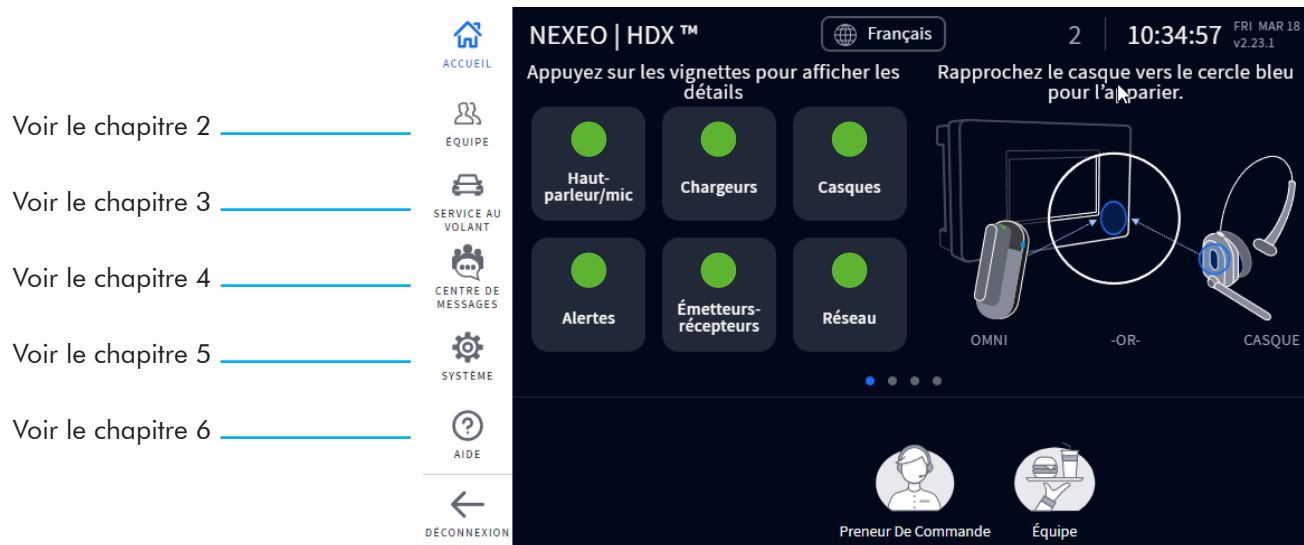 Voir le chapitre 2
Voir le chapitre 3
Voir le chapitre 4
Voir le chapitre 5
Voir le chapitre 6
ACCUEIL
ÉQUIPE
SERVICE AU
VOLANT
CENTRE DE
MESSAGES
SYSTÈME
AIDE
DÉCONNEXION
NEXEO | HDX ™
Français
2
10:34:57
FRI MAR 18
v2.23.1
Appuyez sur les vignettes pour afficher les
détails
Haut-
parleur/mic
Chargeurs
Casques
Alertes
Émetteurs-
récepteurs
Réseau
Rapprochez le casque vers le cercle bleu
pour l'apparier.
OMNI
-OR-
CASQUE
Preneur De Commande
Équipe